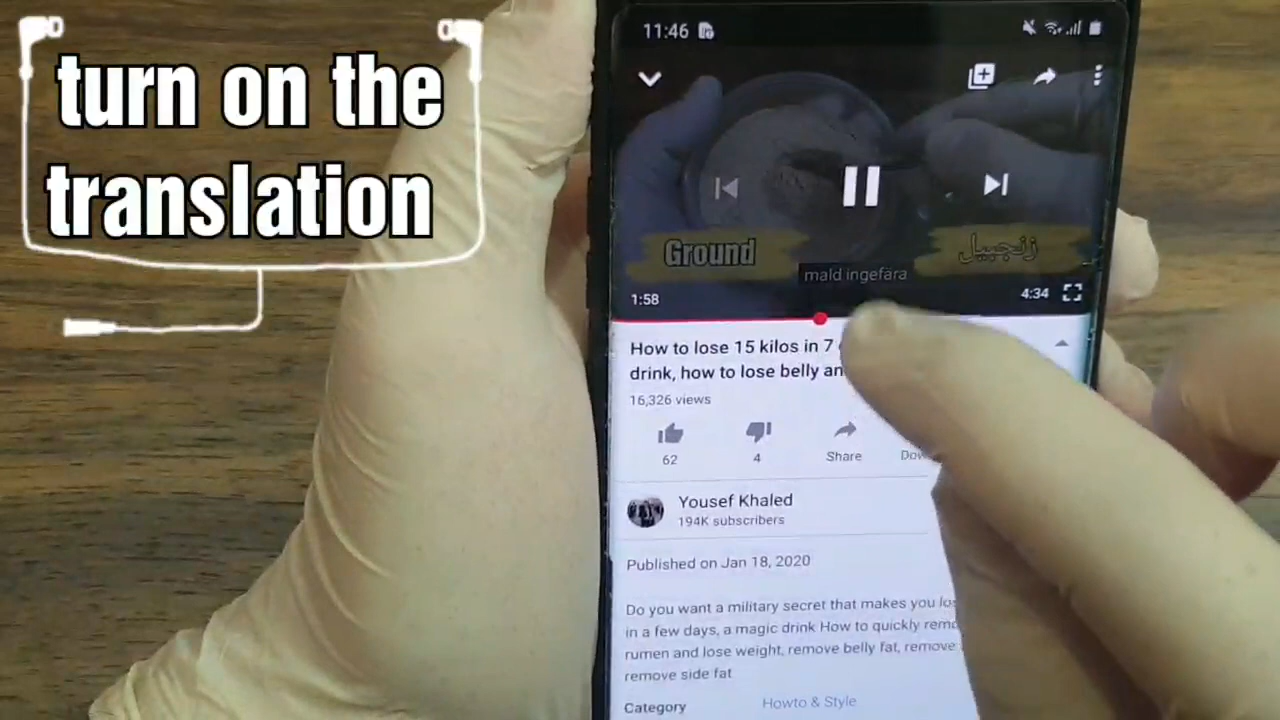 turn on the
translation
11:46
Ground
زنجبيل
mald ingefära
1:58
4:34
How to lose 15 kilos in 7
drink, how to lose belly an
16,326 views
62
4
Share
Dow
Yousef Khaled
194K subscribers
Published on Jan 18, 2020
Do you want a military secret that makes you los
in a few days, a magic drink How to quickly remo
rumen and lose weight, remove belly fat, remove
remove side fat
Category
Howto & Style